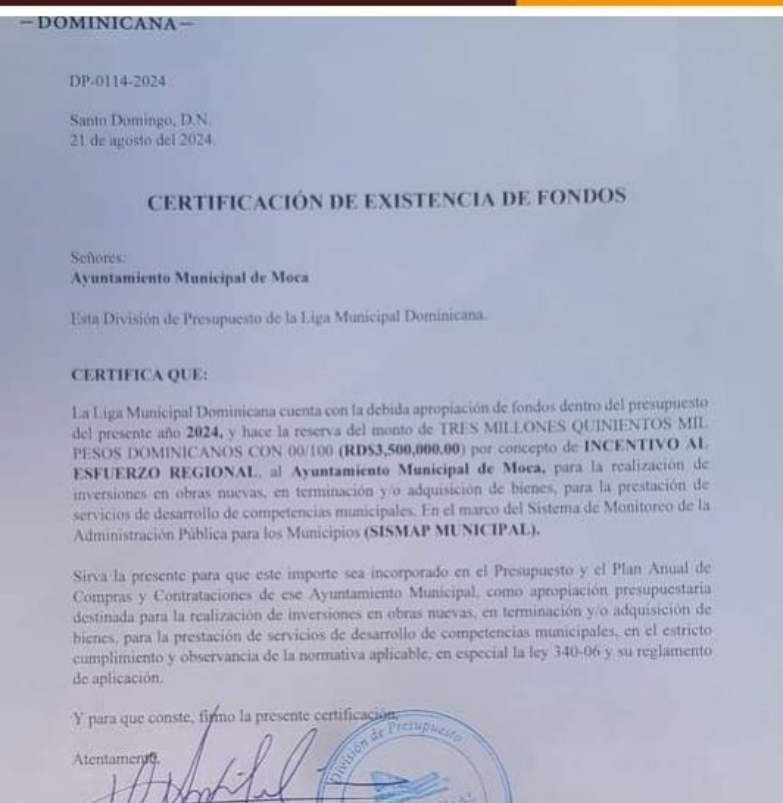 – DOMINICANA –
DP-0114-2024
Santo Domingo, D.N.
21 de agosto del 2024.
CERTIFICACIÓN DE EXISTENCIA DE FONDOS
Señores:
Ayuntamiento Municipal de Moca
Esta División de Presupuesto de la Liga Municipal Dominicana.
CERTIFICA QUE:
La Liga Municipal Dominicana cuenta con la debida apropiación de fondos dentro del presupuesto
del presente año 2024, y hace la reserva del monto de TRES MILLONES QUINIENTOS MIL
PESOS DOMINICANOS CON 00/100 (RD$3,500,000.00) por concepto de INCENTIVO AL
ESFUERZO REGIONAL, al Ayuntamiento Municipal de Moca, para la realización de
inversiones en obras nuevas, en terminación y/o adquisición de bienes, para la prestación de
servicios de desarrollo de competencias municipales. En el marco del Sistema de Monitoreo de la
Administración Pública para los Municipios (SISMAP MUNICIPAL).
Sirva la presente para que este importe sea incorporado en el Presupuesto y el Plan Anual de
Compras y Contrataciones de ese Ayuntamiento Municipal, como apropiación presupuestaria
destinada para la realización de inversiones en obras nuevas, en terminación y/o adquisición de
bienes, para la prestación de servicios de desarrollo de competencias municipales, en el estricto
cumplimiento y observancia de la normativa aplicable, en especial la ley 340-06 y su reglamento
de aplicación.
Y para que conste, firmo la presente certificación,
Atentamente,
División de Presupuesto